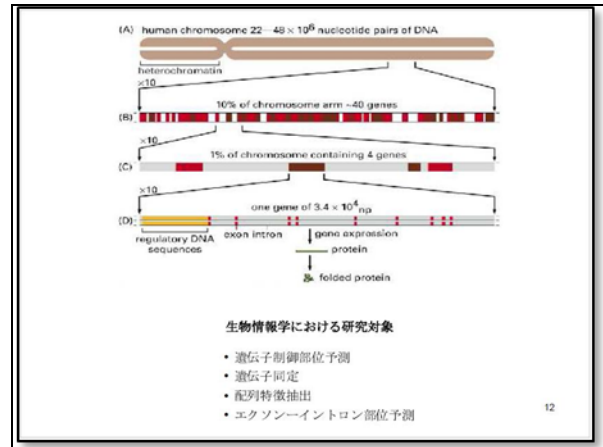 (A) human chromosome 22—48 × 10⁶ nucleotide pairs of DNA
heterochromatin
×10
10% of chromosome arm ~40 genes
(B)
×10
1% of chromosome containing 4 genes
(C)
×10
one gene of 3.4 × 10⁴ np
(D)
regulatory DNA
sequences
exon intron
gene expression
protein
folded protein
生物情報学における研究対象
• 遺伝子制御部位予測
• 遺伝子同定
• 配列特徴抽出
• エクソンーイントロン部位予測
12